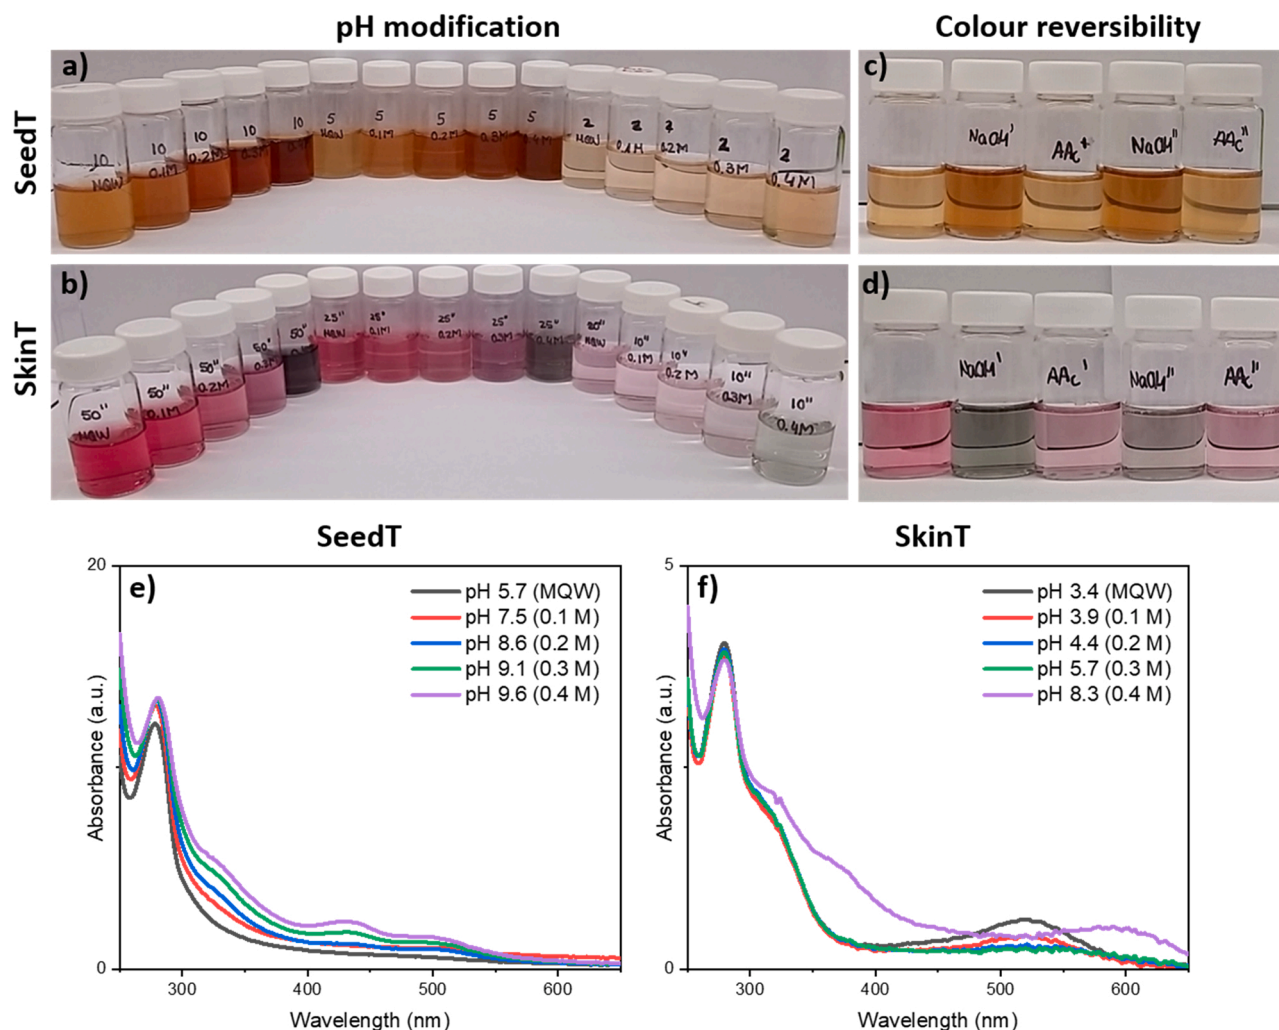 pH modification
Colour reversibility
SeedT
a)
10
MQW
10
0.1M
10
0.2M
10
0.3M
10
5
MQW
5
0.1M
5
0.2M
5
0.3M
5
0.4M
2
MQW
2
0.1M
2
0.2M
2
0.3M
2
0.4M
c)
NaOH'
AAc'
NaOH"
AAc"
SkinT
b)
50"
MQW
50"
0.1M
50"
0.2M
50"
0.3M
50"
25"
MQW
25"
0.1M
25"
0.2M
25"
0.3M
25"
0.4M
MQW
10"
0.1M
10"
0.2M
10"
0.3M
10"
0.4M
d)
NaOH'
AAc'
NaOH"
AAc"
SeedT
e)
20
0
Absorbance (a.u.)
pH 5.7 (MQW)
pH 7.5 (0.1 M)
pH 8.6 (0.2 M)
pH 9.1 (0.3 M)
pH 9.6 (0.4 M)
300
400
500
600
Wavelength (nm)
SkinT
f)
5
0
Absorbance (a.u.)
pH 3.4 (MQW)
pH 3.9 (0.1 M)
pH 4.4 (0.2 M)
pH 5.7 (0.3 M)
pH 8.3 (0.4 M)
300
400
500
600
Wavelength (nm)